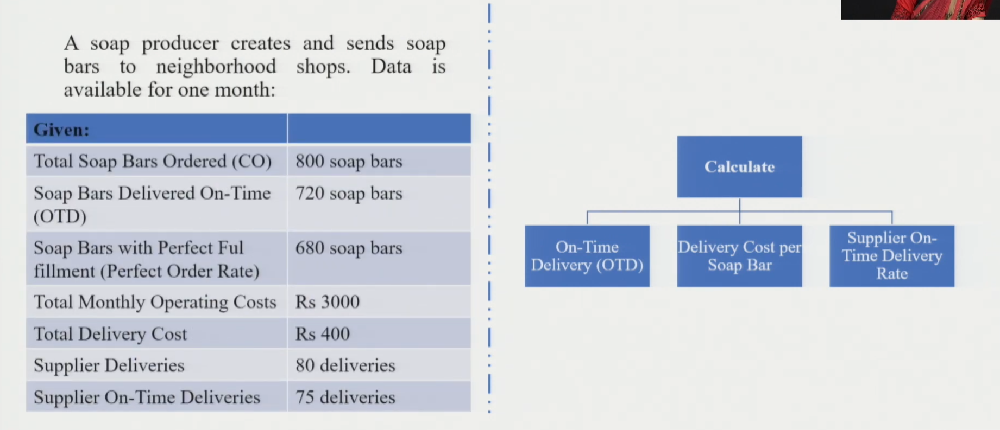 A soap producer creates and sends soap
bars to neighborhood shops. Data is
available for one month:
Given:
Total Soap Bars Ordered (CO) 800 soap bars
Soap Bars Delivered On-Time 720 soap bars
(OTD)
Soap Bars with Perfect Ful 680 soap bars
fillment (Perfect Order Rate)
Total Monthly Operating Costs Rs 3000
Total Delivery Cost Rs 400
Supplier Deliveries 80 deliveries
Supplier On-Time Deliveries 75 deliveries
Calculate
On-Time
Delivery (OTD)
Delivery Cost per
Soap Bar
Supplier On-
Time Delivery
Rate